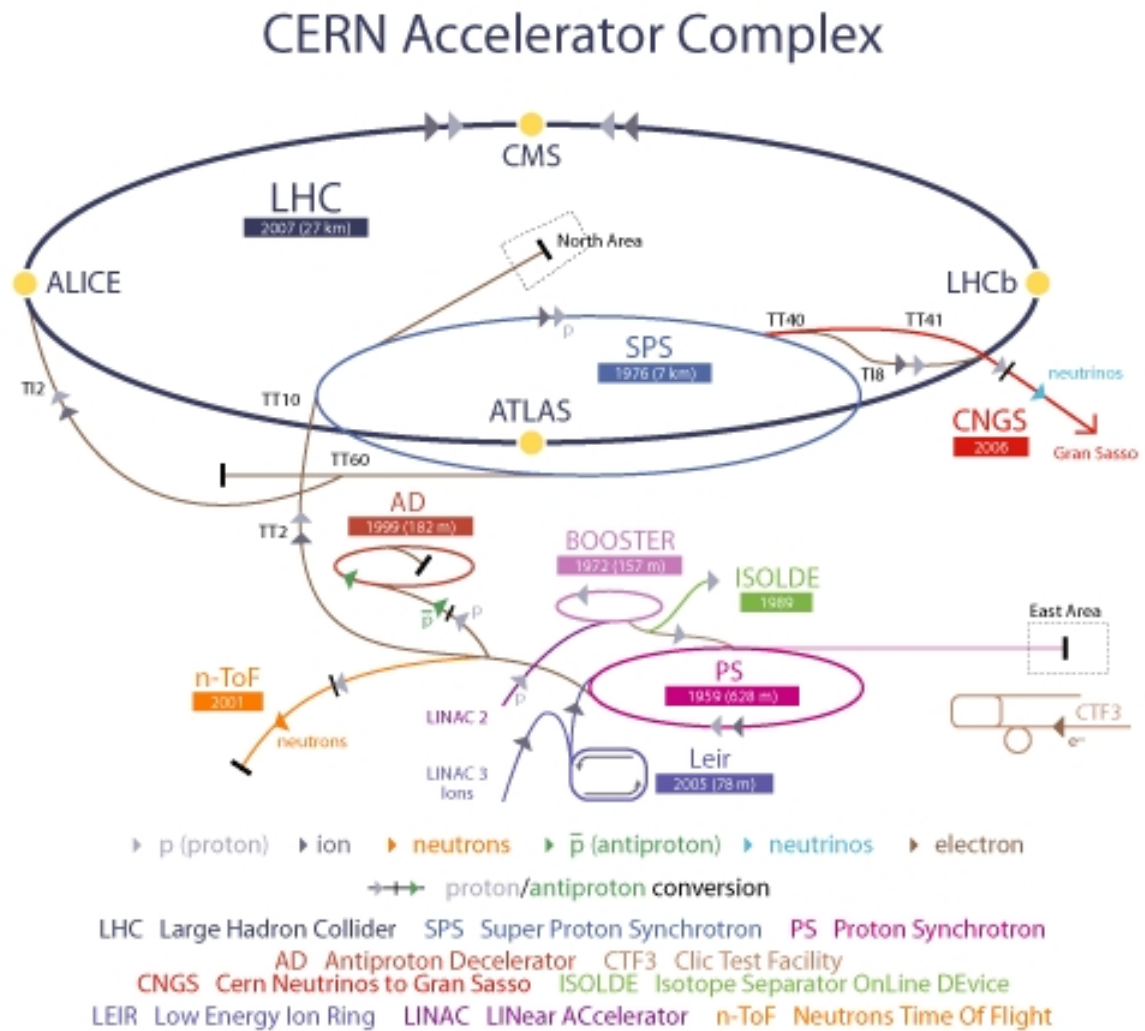 CERN Accelerator Complex
CMS
LHC
2007 (27 km)
North Area
ALICE
LHCb
TT40
TT41
p
SPS
1976 (7 km)
TI8
neutrinos
TI2
TT10
ATLAS
CNGS
2006
Gran Sasso
TT60
AD
1999 (182 m)
TT2
BOOSTER
1972 (157 m)
ISOLDE
1989
p̅
p
East Area
n-ToF
2001
PS
1959 (628 m)
p
LINAC 2
CTF3
neutrons
e⁻
Leir
2005 (78 m)
LINAC 3
Ions
p (proton) ion neutrons p̅ (antiproton) neutrinos electron
proton/antiproton conversion
LHC Large Hadron Collider SPS Super Proton Synchrotron PS Proton Synchrotron
AD Antiproton Decelerator CTF3 Clic Test Facility
CNGS Cern Neutrinos to Gran Sasso ISOLDE Isotope Separator OnLine DEvice
LEIR Low Energy Ion Ring LINAC LINear ACcelerator n-ToF Neutrons Time Of Flight